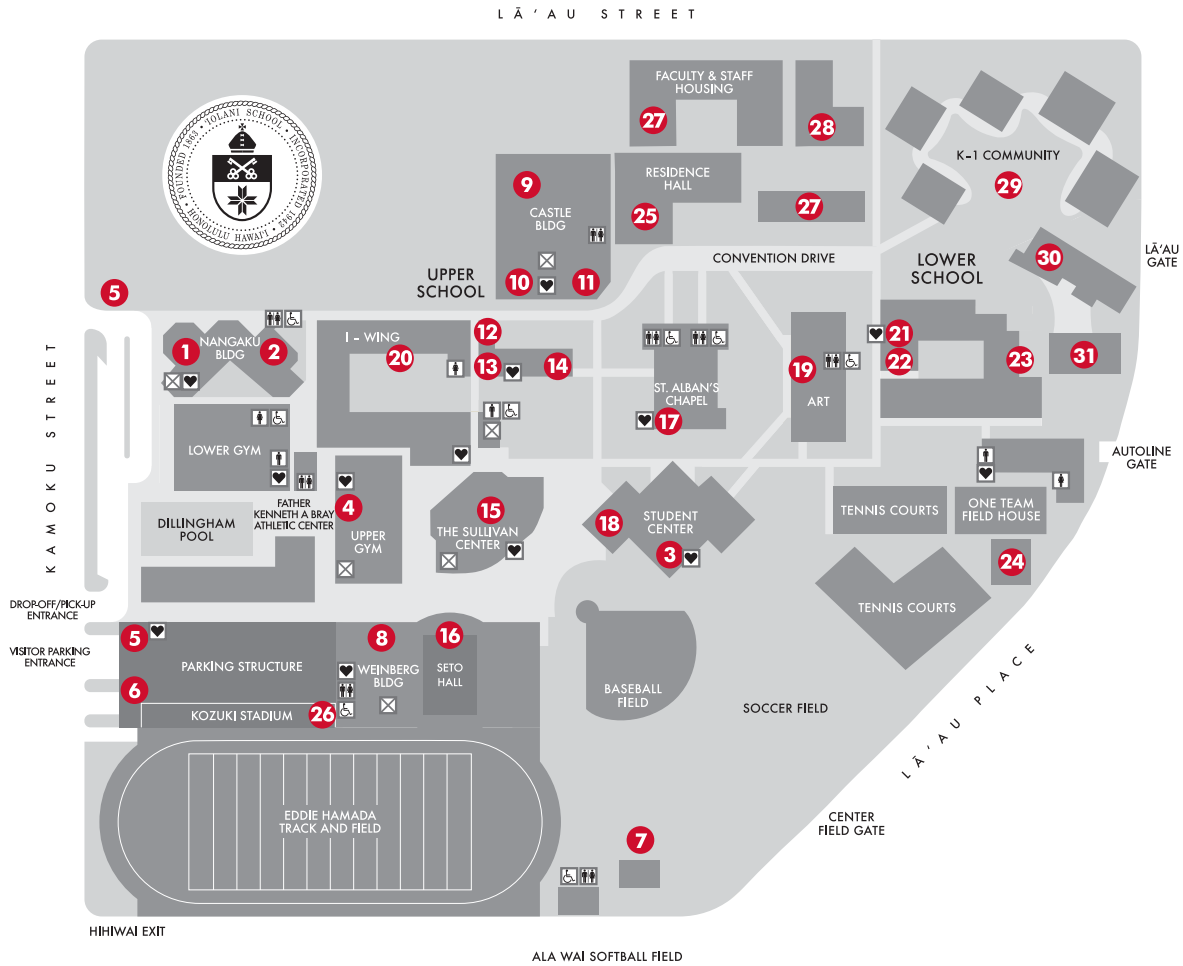 LĀ'AU STREET
FOUNDED 1863 • IOLANI SCHOOL • INCORPORATED 1942
HONOLULU HAWAI'I
FACULTY & STAFF
HOUSING
27
28
K-1 COMMUNITY
29
9
CASTLE
BLDG
10
11
RESIDENCE
HALL
25
27
30
LĀ'AU
GATE
CONVENTION DRIVE
UPPER
SCHOOL
LOWER
SCHOOL
5
KAMOKU STREET
1
NANGAKU
BLDG
2
I - WING
20
12
13
14
ST. ALBAN'S
CHAPEL
17
19
ART
21
22
23
31
LOWER GYM
FATHER
KENNETH A BRAY
ATHLETIC CENTER
DILLINGHAM
POOL
4
UPPER
GYM
15
THE SULLIVAN
CENTER
18
STUDENT
CENTER
3
TENNIS COURTS
ONE TEAM
FIELD HOUSE
AUTOLINE
GATE
24
TENNIS COURTS
DROP-OFF/PICK-UP
ENTRANCE
VISITOR PARKING
ENTRANCE
5
6
PARKING STRUCTURE
KOZUKI STADIUM
26
8
WEINBERG
BLDG
16
SETO
HALL
BASEBALL
FIELD
SOCCER FIELD
LĀ'AU PLACE
EDDIE HAMADA
TRACK AND FIELD
7
CENTER
FIELD GATE
HIHIWAI EXIT
ALA WAI SOFTBALL FIELD